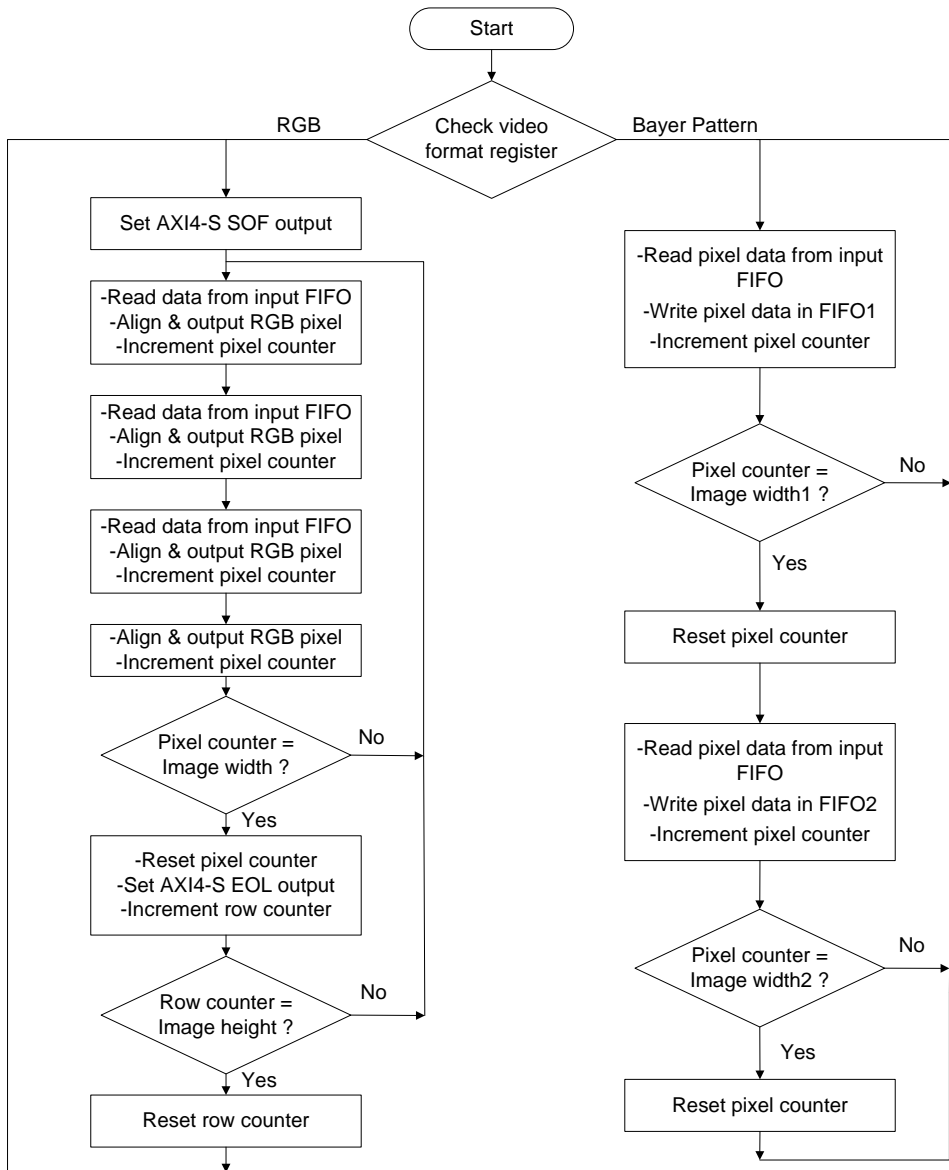 Start
Check video
format register
RGB
Set AXI4-S SOF output
-Read data from input FIFO
-Align & output RGB pixel
-Increment pixel counter
-Read data from input FIFO
-Align & output RGB pixel
-Increment pixel counter
-Read data from input FIFO
-Align & output RGB pixel
-Increment pixel counter
-Align & output RGB pixel
-Increment pixel counter
Pixel counter =
Image width ?
No
Yes
-Reset pixel counter
-Set AXI4-S EOL output
-Increment row counter
Row counter =
Image height ?
No
Yes
Reset row counter
Bayer Pattern
-Read pixel data from input
FIFO
-Write pixel data in FIFO1
-Increment pixel counter
Pixel counter =
Image width1 ?
No
Yes
Reset pixel counter
-Read pixel data from input
FIFO
-Write pixel data in FIFO2
-Increment pixel counter
Pixel counter =
Image width2 ?
No
Yes
Reset pixel counter